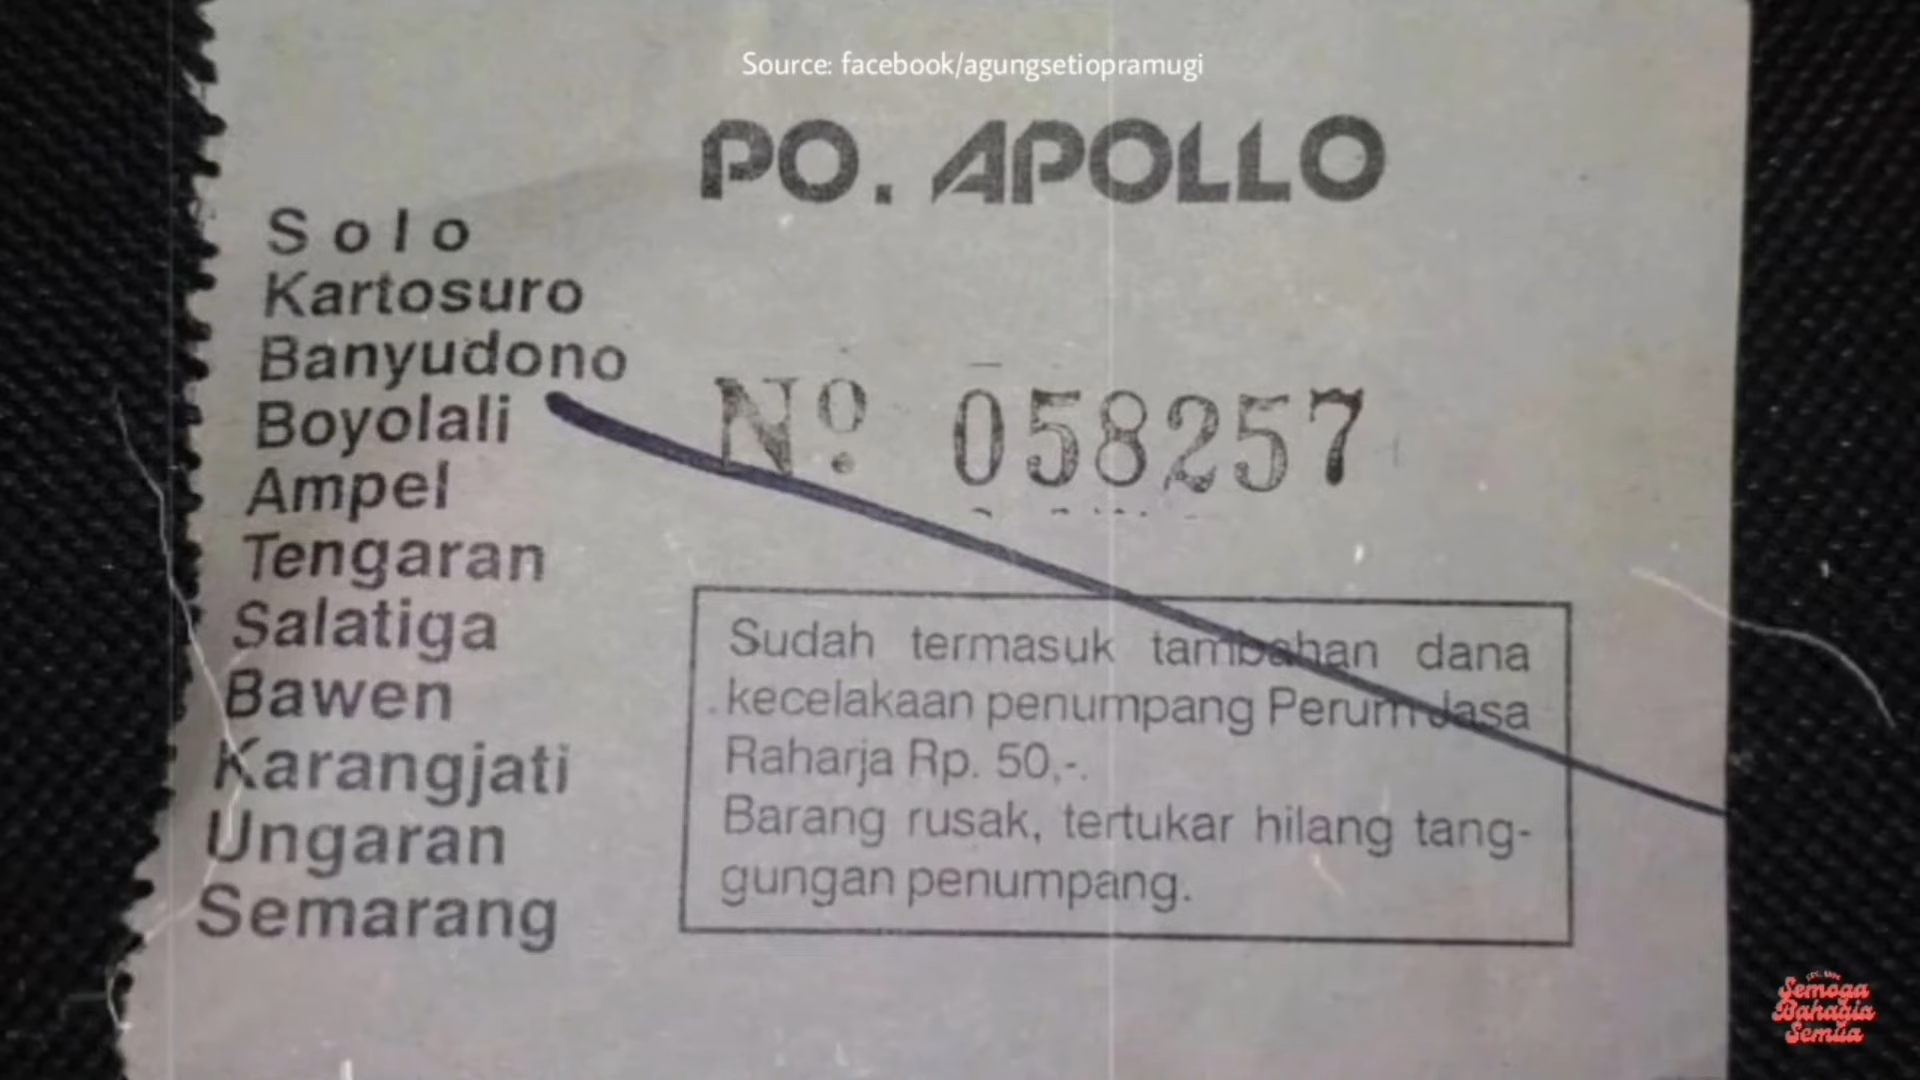 Source: facebook/agungsetiopramugi
PO. APOLLO
Solo
Kartosuro
Banyudono
Boyolali
Ampel
Tengaran
Salatiga
Bawen
Karangjati
Ungaran
Semarang
Nº 058257
Sudah termasuk tambahan dana
kecelakaan penumpang Perum Jasa
Raharja Rp. 50,-.
Barang rusak, tertukar hilang tang-
gungan penumpang.
Semoga
Bahagia
Semua